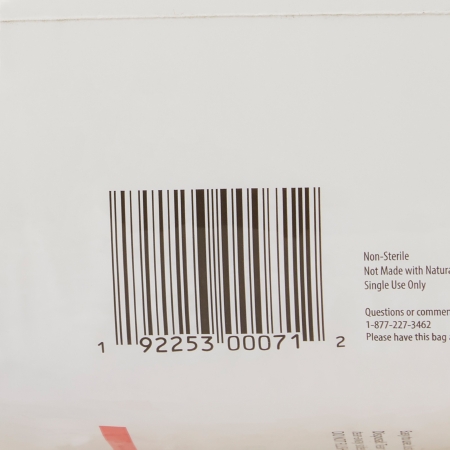 Non-Sterile
Not Made with Natura
Single Use Only
Questions or commen
1-877-227-3462
Please have this bag
1 92253 00071 2